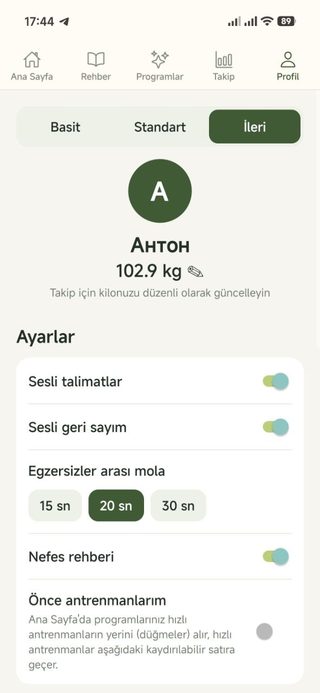 17:44
89
Ana Sayfa
Rehber
Programlar
Takip
Profil
Basit
Standart
İleri
A
Антон
102.9 kg
Takip için kilonuzu düzenli olarak güncelleyin
Ayarlar
Sesli talimatlar
Sesli geri sayım
Egzersizler arası mola
15 sn
20 sn
30 sn
Nefes rehberi
Önce antrenmanlarım
Ana Sayfa'da programlarınız hızlı
antrenmanların yerini (düğmeler) alır, hızlı
antrenmanlar aşağıdaki kaydırılabilir satıra
geçer.